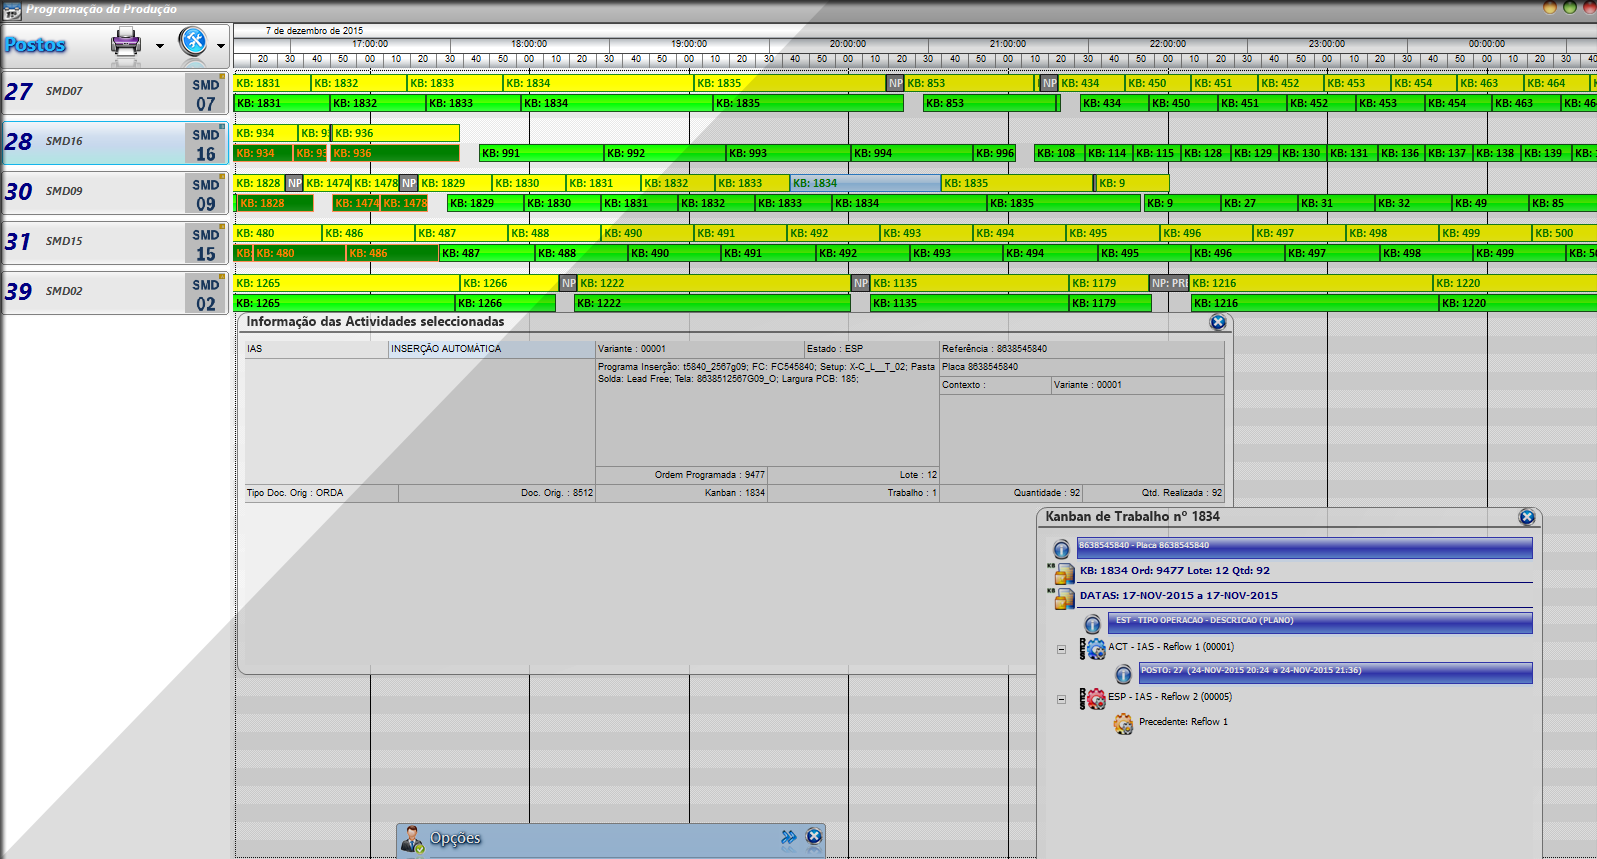 Programação da Produção
Postos
7 de dezembro de 2015
17:00:00 18:00:00 19:00:00 20:00:00 21:00:00 22:00:00 23:00:00 00:00:00
20 30 40 50 00 10 20 30 40 50 00 10 20 30 40 50 00 10 20 30 40 50 00 10 20 30 40 50 00 10 20 30 40 50 00 10 20 30 40 50 00 10 20 30 40 50 00 10 20 30 40
27 SMD07 SMD 07
KB: 1831 KB: 1832 KB: 1833 KB: 1834 KB: 1835 NP KB: 853 NP KB: 434 KB: 450 KB: 451 KB: 452 KB: 453 KB: 454 KB: 463 KB: 464
KB: 1831 KB: 1832 KB: 1833 KB: 1834 KB: 1835 KB: 853 KB: 434 KB: 450 KB: 451 KB: 452 KB: 453 KB: 454 KB: 463 KB: 46
28 SMD16 SMD 16
KB: 934 KB: 93 KB: 936
KB: 934 KB: 93 KB: 936 KB: 991 KB: 992 KB: 993 KB: 994 KB: 996 KB: 108 KB: 114 KB: 115 KB: 128 KB: 129 KB: 130 KB: 131 KB: 136 KB: 137 KB: 138 KB: 139 KB:
30 SMD09 SMD 09
KB: 1828 NP KB: 1474 KB: 1478 NP KB: 1829 KB: 1830 KB: 1831 KB: 1832 KB: 1833 KB: 1834 KB: 1835 KB: 9
KB: 1828 KB: 1474 KB: 1478 KB: 1829 KB: 1830 KB: 1831 KB: 1832 KB: 1833 KB: 1834 KB: 1835 KB: 9 KB: 27 KB: 31 KB: 32 KB: 49 KB: 85
31 SMD15 SMD 15
KB: 480 KB: 486 KB: 487 KB: 488 KB: 490 KB: 491 KB: 492 KB: 493 KB: 494 KB: 495 KB: 496 KB: 497 KB: 498 KB: 499 KB: 500
KB: KB: 480 KB: 486 KB: 487 KB: 488 KB: 490 KB: 491 KB: 492 KB: 493 KB: 494 KB: 495 KB: 496 KB: 497 KB: 498 KB: 499 KB: 50
39 SMD02 SMD 02
KB: 1265 KB: 1266 NP KB: 1222 NP KB: 1135 KB: 1179 NP: PRE KB: 1216 KB: 1220
KB: 1265 KB: 1266 KB: 1222 KB: 1135 KB: 1179 KB: 1216 KB: 1220
Informação das Actividades seleccionadas
IAS INSERÇÃO AUTOMÁTICA Variante : 00001 Estado : ESP Referência : 8638545840
Programa Inserção: t5840_2567g09; FC: FC545840; Setup: X-C_L__T_02; Pasta
Solda: Lead Free; Tela: 8638512567G09_O; Largura PCB: 185;
Placa 8638545840
Contexto : Variante : 00001
Ordem Programada : 9477 Lote : 12
Tipo Doc. Orig : ORDA Doc. Orig. : 8512 Kanban : 1834 Trabalho : 1 Quantidade : 92 Qtd. Realizada : 92
Kanban de Trabalho nº 1834
8638545840 - Placa 8638545840
KB KB: 1834 Ord: 9477 Lote: 12 Qtd: 92
KB DATAS: 17-NOV-2015 a 17-NOV-2015
EST - TIPO OPERACAO - DESCRICAO (PLANO)
RES ACT - IAS - Reflow 1 (00001)
POSTO: 27 (24-NOV-2015 20:24 a 24-NOV-2015 21:36)
RES ESP - IAS - Reflow 2 (00005)
Precedente: Reflow 1
Opções